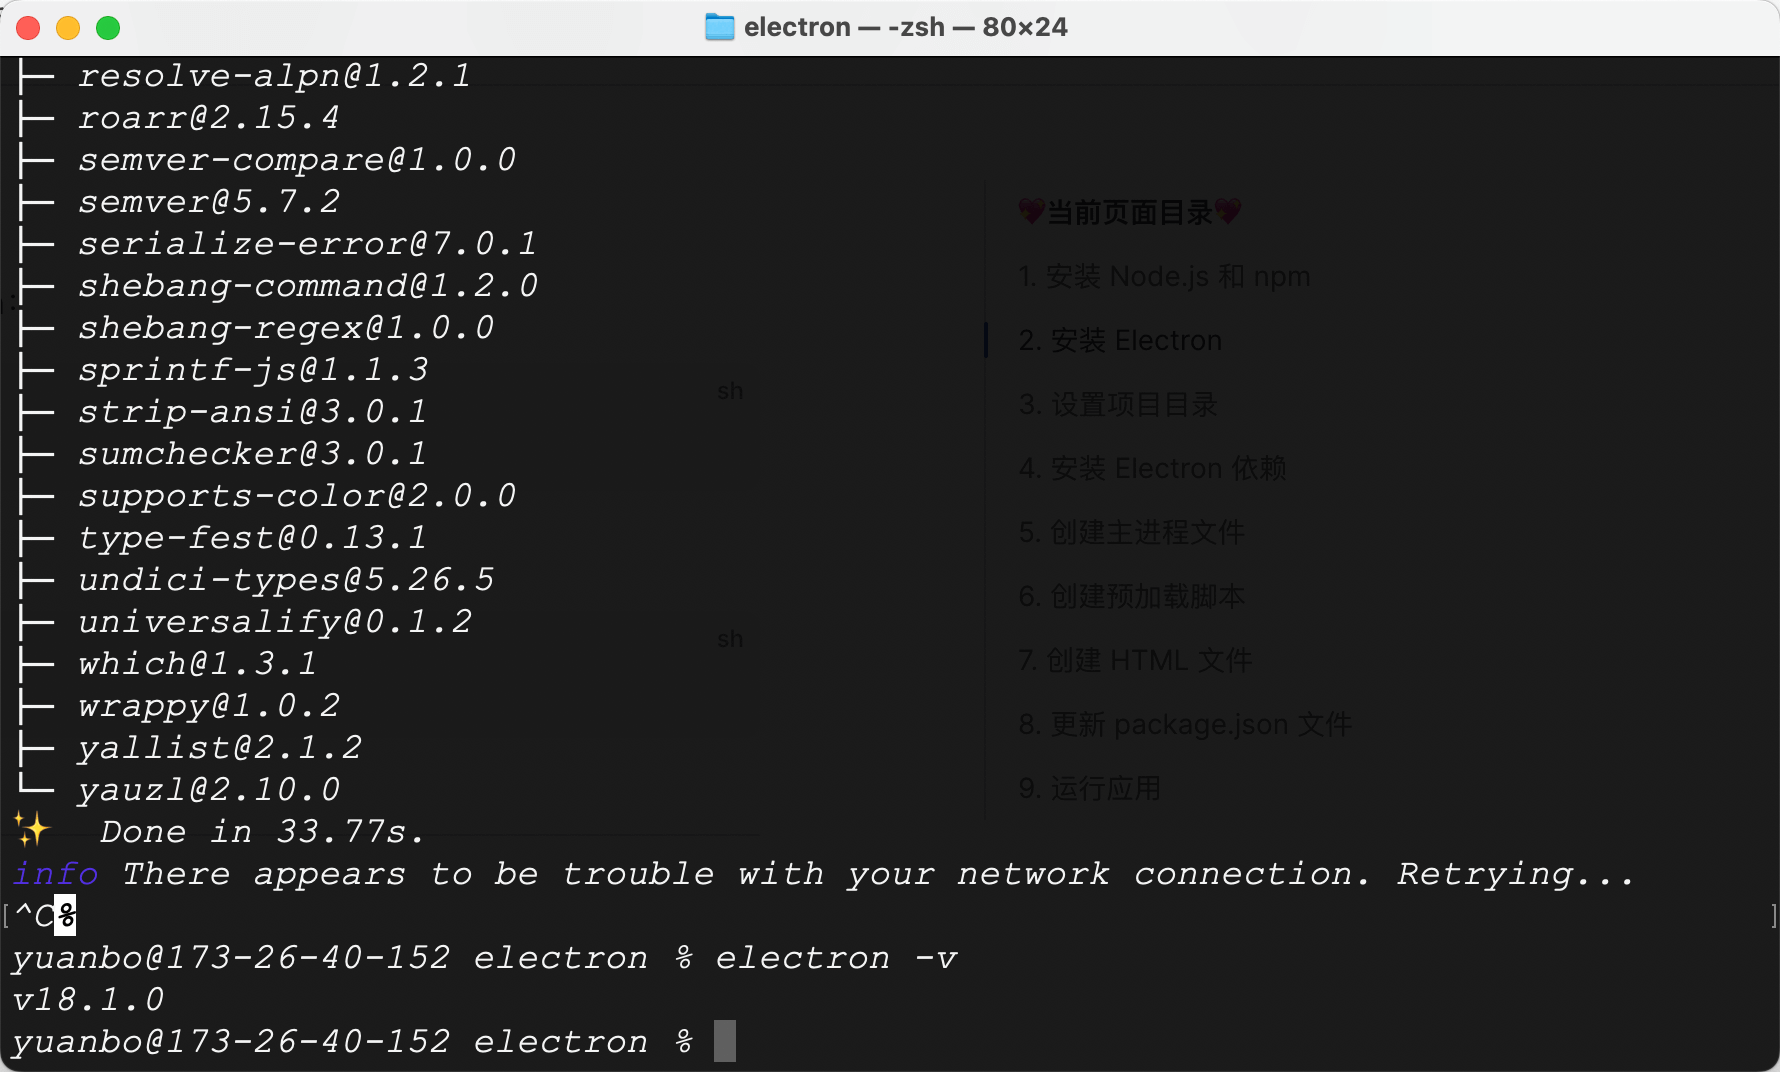 electron — -zsh — 80×24
├─ resolve-alpn@1.2.1
├─ roarr@2.15.4
├─ semver-compare@1.0.0
├─ semver@5.7.2
├─ serialize-error@7.0.1
├─ shebang-command@1.2.0
├─ shebang-regex@1.0.0
├─ sprintf-js@1.1.3
├─ strip-ansi@3.0.1
├─ sumchecker@3.0.1
├─ supports-color@2.0.0
├─ type-fest@0.13.1
├─ undici-types@5.26.5
├─ universalify@0.1.2
├─ which@1.3.1
├─ wrappy@1.0.2
├─ yallist@2.1.2
└─ yauzl@2.10.0
✨  Done in 33.77s.
info There appears to be trouble with your network connection. Retrying...
[^C% ]
yuanbo@173-26-40-152 electron % electron -v
v18.1.0
yuanbo@173-26-40-152 electron %
sh
sh
💖当前页面目录💖
1. 安装 Node.js 和 npm
2. 安装 Electron
3. 设置项目目录
4. 安装 Electron 依赖
5. 创建主进程文件
6. 创建预加载脚本
7. 创建 HTML 文件
8. 更新 package.json 文件
9. 运行应用